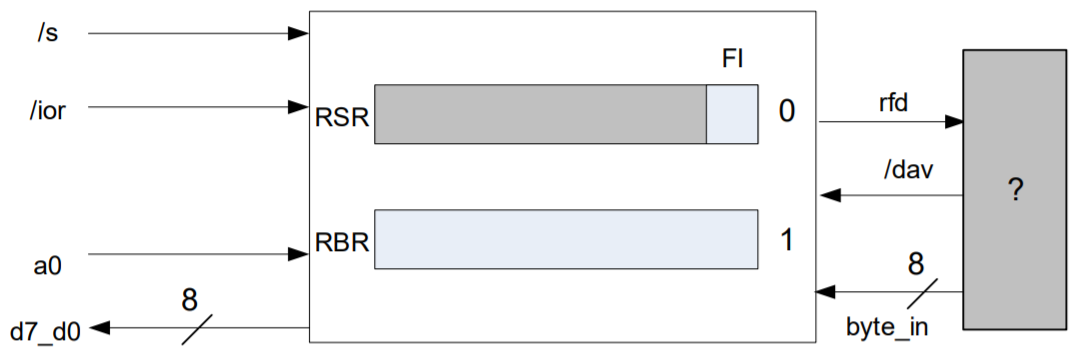 /s
FI
/ior
RSR
0
rfd
/dav
?
RBR
1
a0
8
8
d7_d0
byte_in